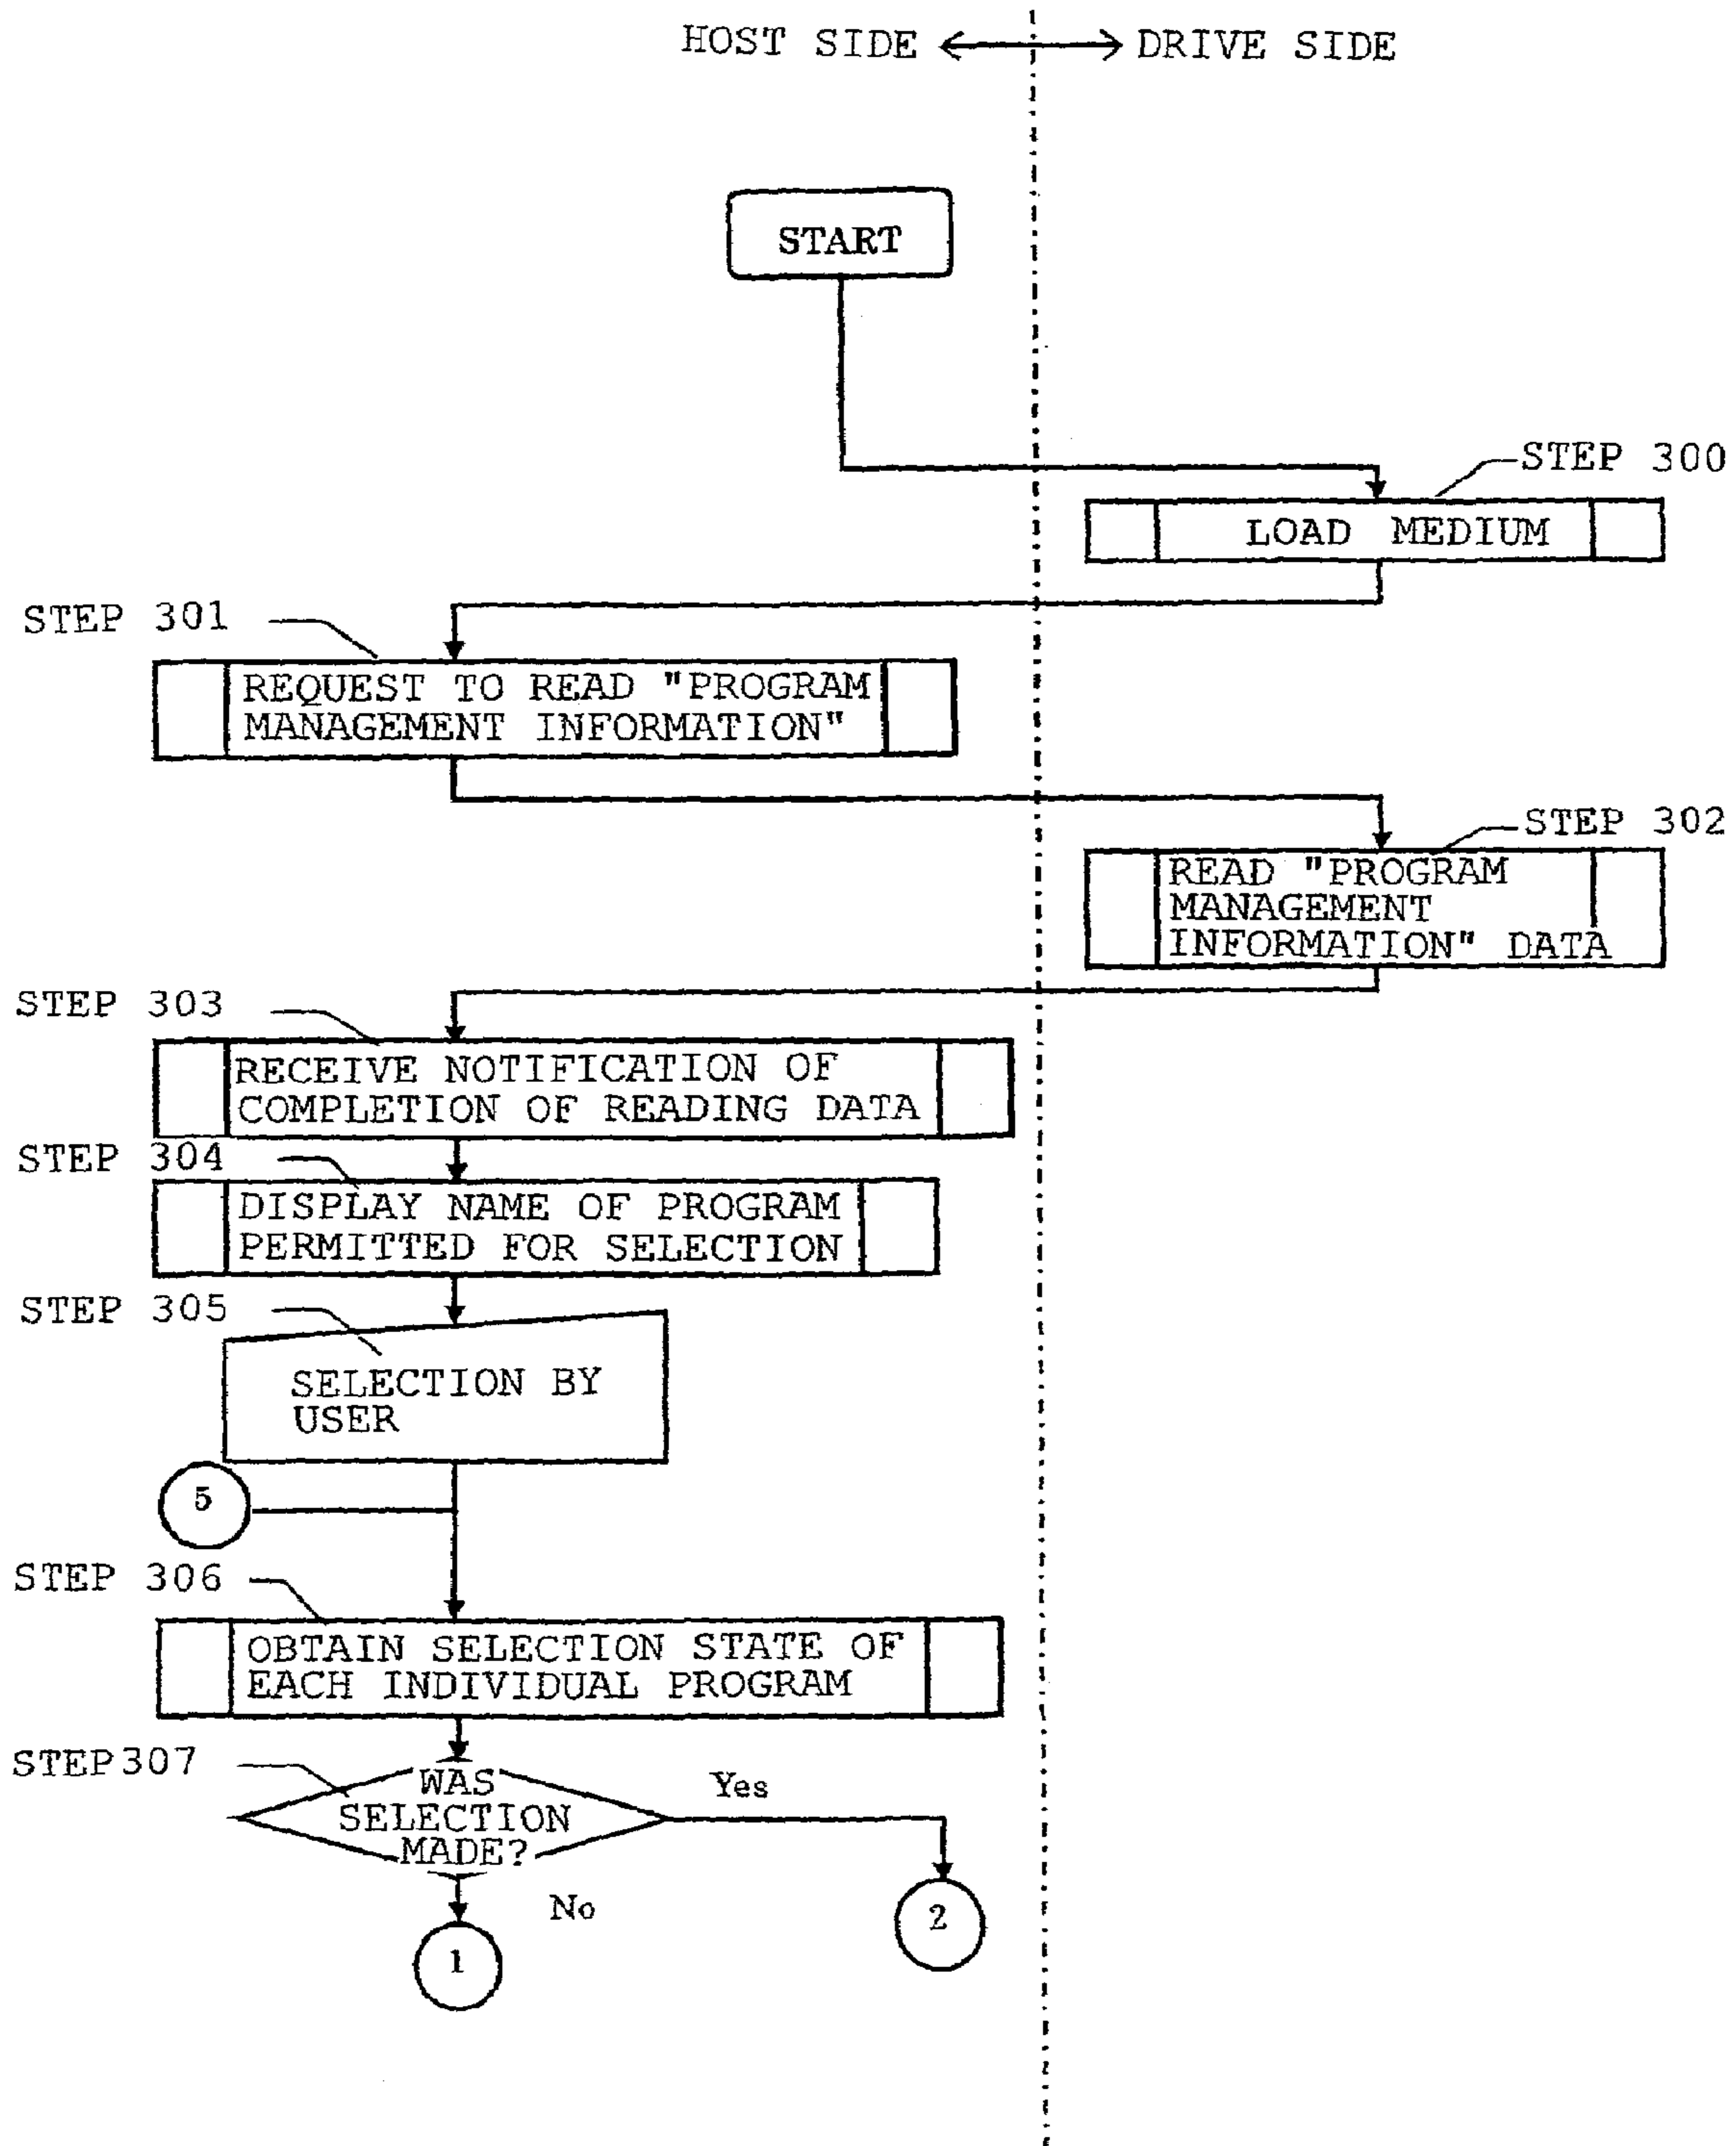 HOST SIDE
DRIVE SIDE
START
STEP 300
LOAD MEDIUM
STEP 301
REQUEST TO READ "PROGRAM
MANAGEMENT INFORMATION"
STEP 302
READ "PROGRAM
MANAGEMENT
INFORMATION" DATA
STEP 303
RECEIVE NOTIFICATION OF
COMPLETION OF READING DATA
STEP 304
DISPLAY NAME OF PROGRAM
PERMITTED FOR SELECTION
STEP 305
SELECTION BY
USER
5
STEP 306
OBTAIN SELECTION STATE OF
EACH INDIVIDUAL PROGRAM
STEP307
WAS
SELECTION
MADE?
Yes
No
2
1